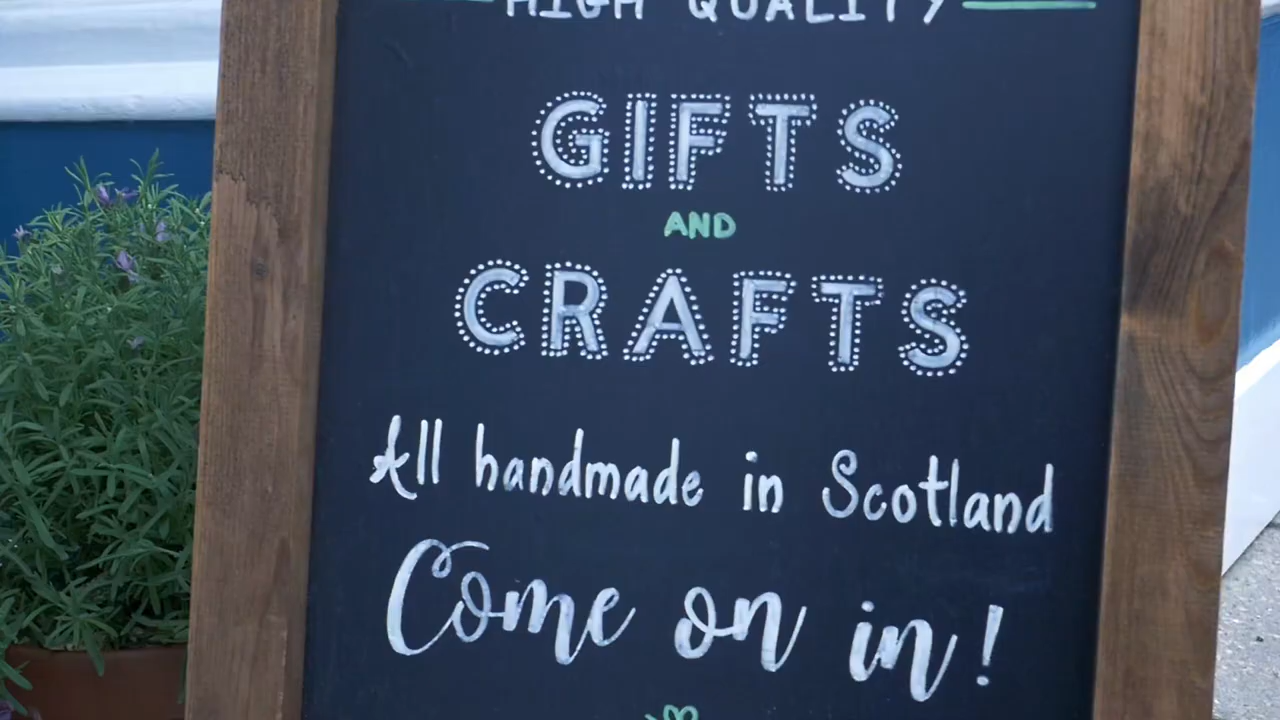 HIGH QUALITY
GIFTS
AND
CRAFTS
All handmade in Scotland
Come on in!